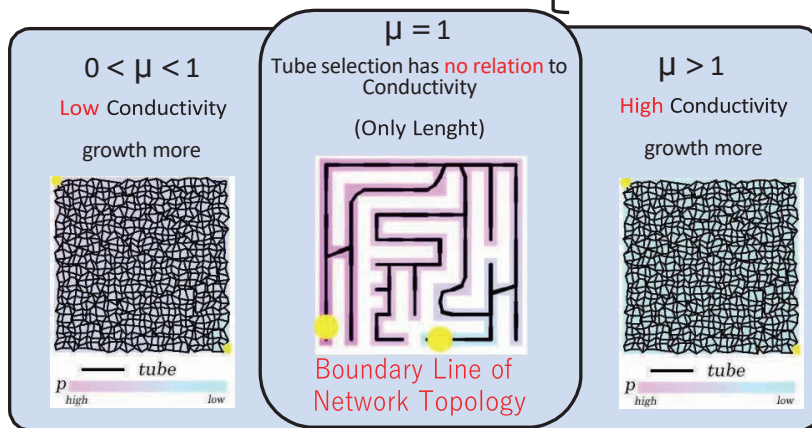 0 < μ < 1
Low Conductivity
growth more
tube
p
high
low
μ = 1
Tube selection has no relation to
Conductivity
(Only Lenght)
Boundary Line of
Network Topology
μ > 1
High Conductivity
growth more
tube
p
high
low